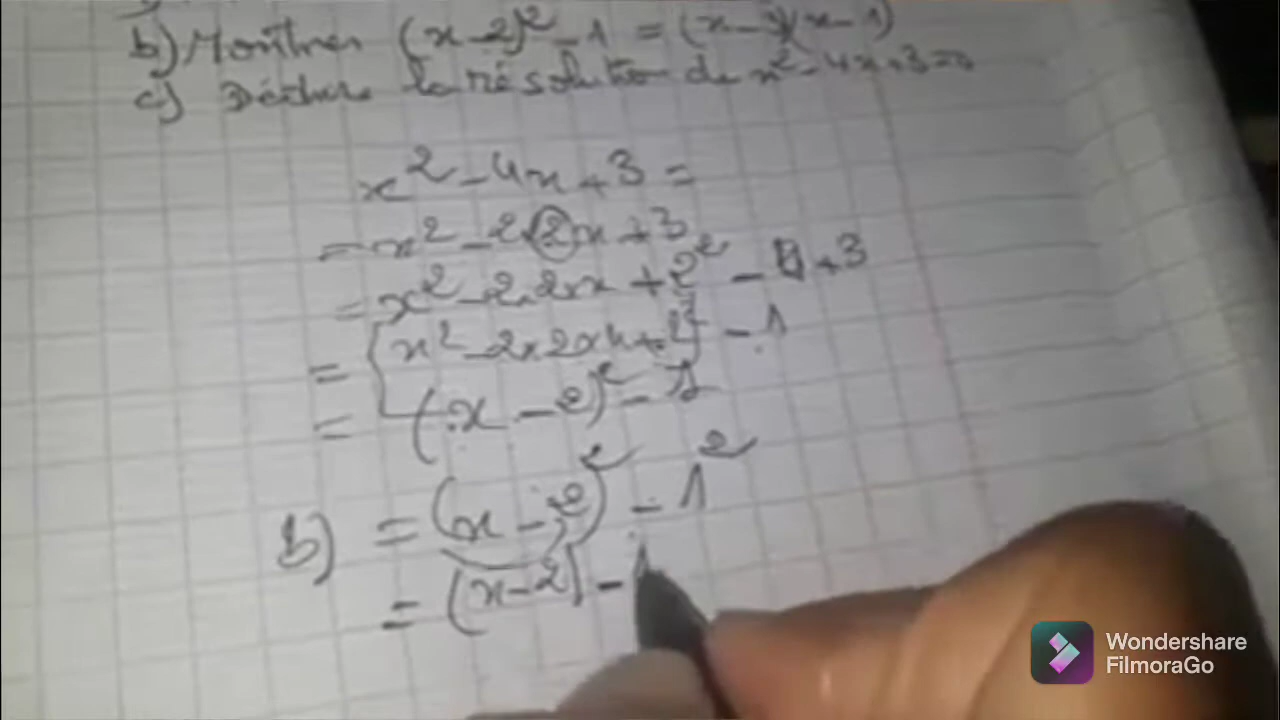 b) Montrer (x-2)² - 1 = (x-3)(x-1)
c) Déduire la résolution de x² - 4x + 3 = 0
x² - 4x + 3 =
= x² - 2×2x + 3
= x² - 2×2×x + 2² - 4 + 3
= [x² - 2×2×x + 2²] - 1
= (x - 2)² - 1
b) = (x - 2)² - 1²
= (x - 2) - 1
Wondershare
FilmoraGo